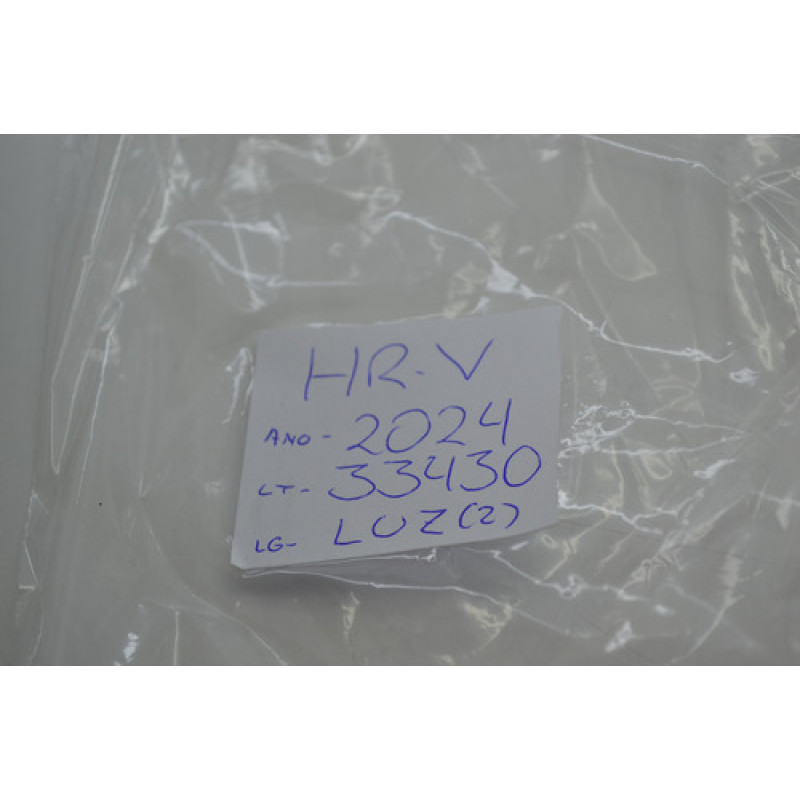 HR-V
ANO- 2024
LT- 33430
LG- LUZ (2)